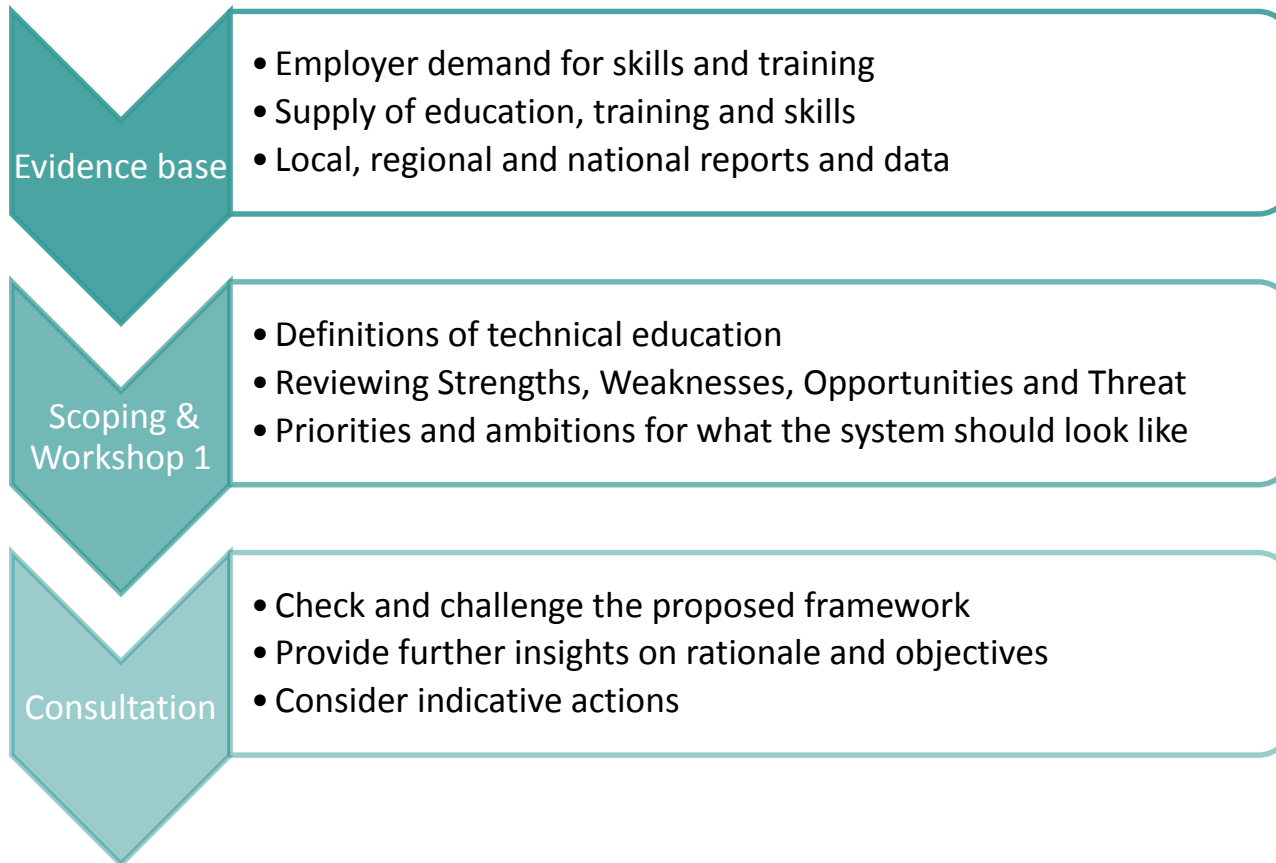 Evidence base
• Employer demand for skills and training
• Supply of education, training and skills
• Local, regional and national reports and data
Scoping &
Workshop 1
• Definitions of technical education
• Reviewing Strengths, Weaknesses, Opportunities and Threat
• Priorities and ambitions for what the system should look like
Consultation
• Check and challenge the proposed framework
• Provide further insights on rationale and objectives
• Consider indicative actions